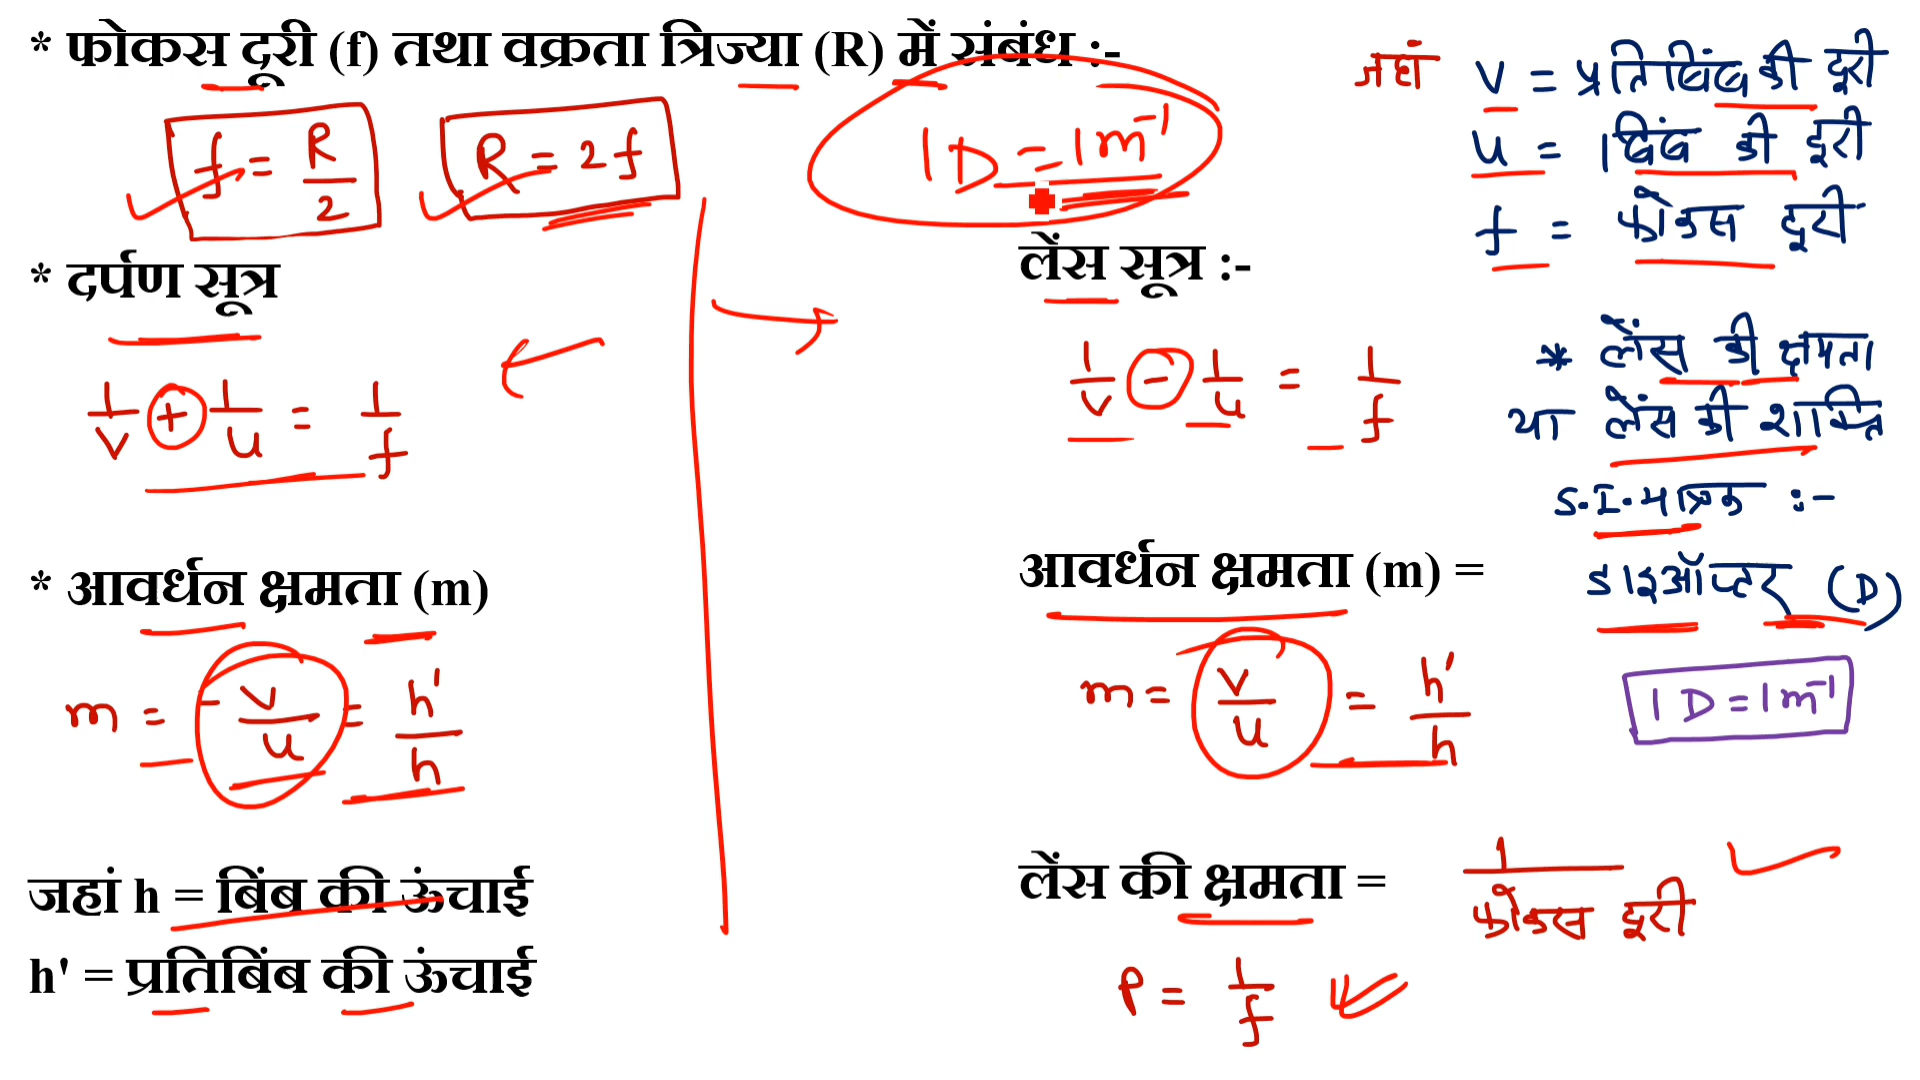 * फोकस दूरी (f) तथा वक्रता त्रिज्या (R) में संबंध :-
f = R/2
R = 2f
1D = 1m⁻¹
* दर्पण सूत्र
1/v + 1/u = 1/f
* आवर्धन क्षमता (m)
m = -v/u = h'/h
जहां h = बिंब की ऊंचाई
h' = प्रतिबिंब की ऊंचाई
लेंस सूत्र :-
1/v - 1/u = 1/f
आवर्धन क्षमता (m) =
m = v/u = h'/h
लेंस की क्षमता = 1/फोकस दूरी
P = 1/f
जहां v = प्रतिबिंब की दूरी
u = बिंब की दूरी
f = फोकस दूरी
* लेंस की क्षमता
या लेंस की शक्ति
S.I. मात्रक :-
डाइऑप्टर (D)
1D = 1m⁻¹